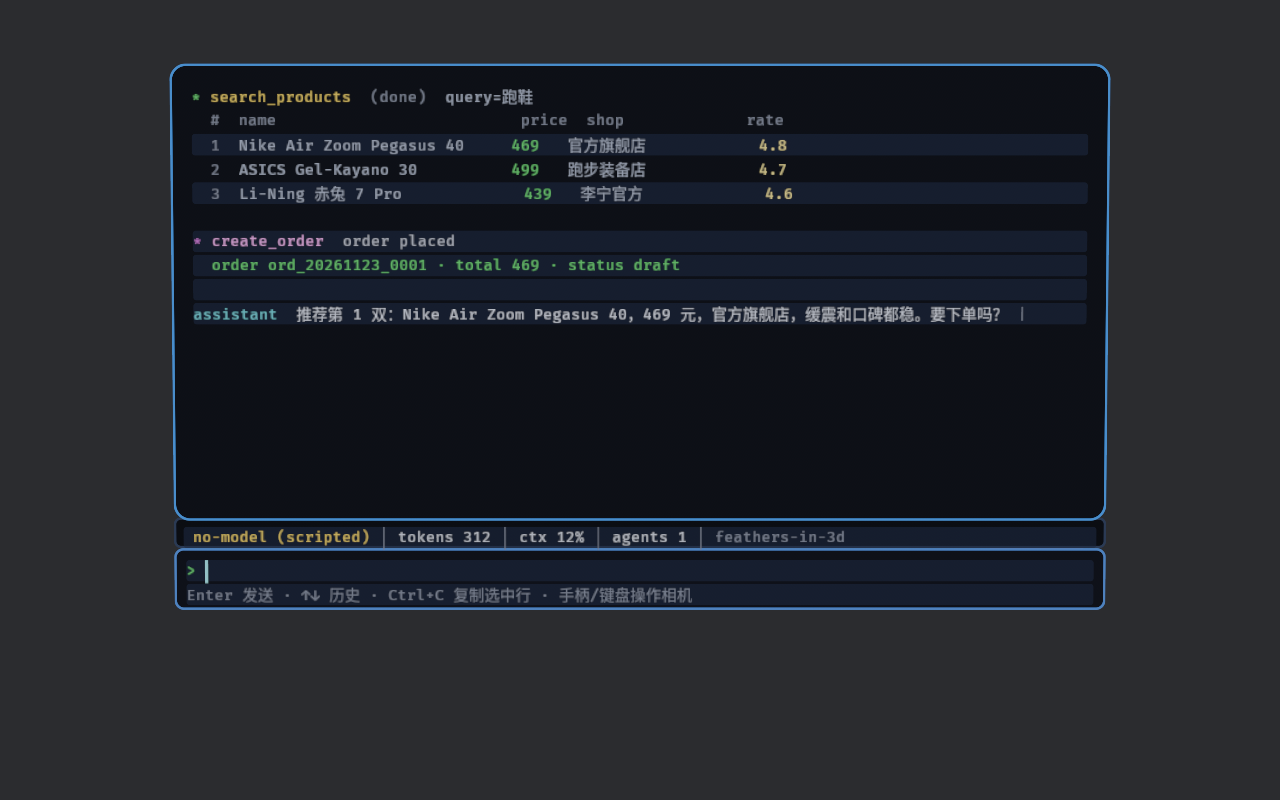 * search_products (done) query=跑鞋
# name price shop rate
1 Nike Air Zoom Pegasus 40 469 官方旗舰店 4.8
2 ASICS Gel-Kayano 30 499 跑步装备店 4.7
3 Li-Ning 赤兔 7 Pro 439 李宁官方 4.6
* create_order order placed
order ord_20261123_0001 · total 469 · status draft
assistant 推荐第 1 双：Nike Air Zoom Pegasus 40，469 元，官方旗舰店，缓震和口碑都稳。要下单吗？ |
no-model (scripted) │ tokens 312 │ ctx 12% │ agents 1 │ feathers-in-3d
>
Enter 发送 · ↑↓ 历史 · Ctrl+C 复制选中行 · 手柄/键盘操作相机